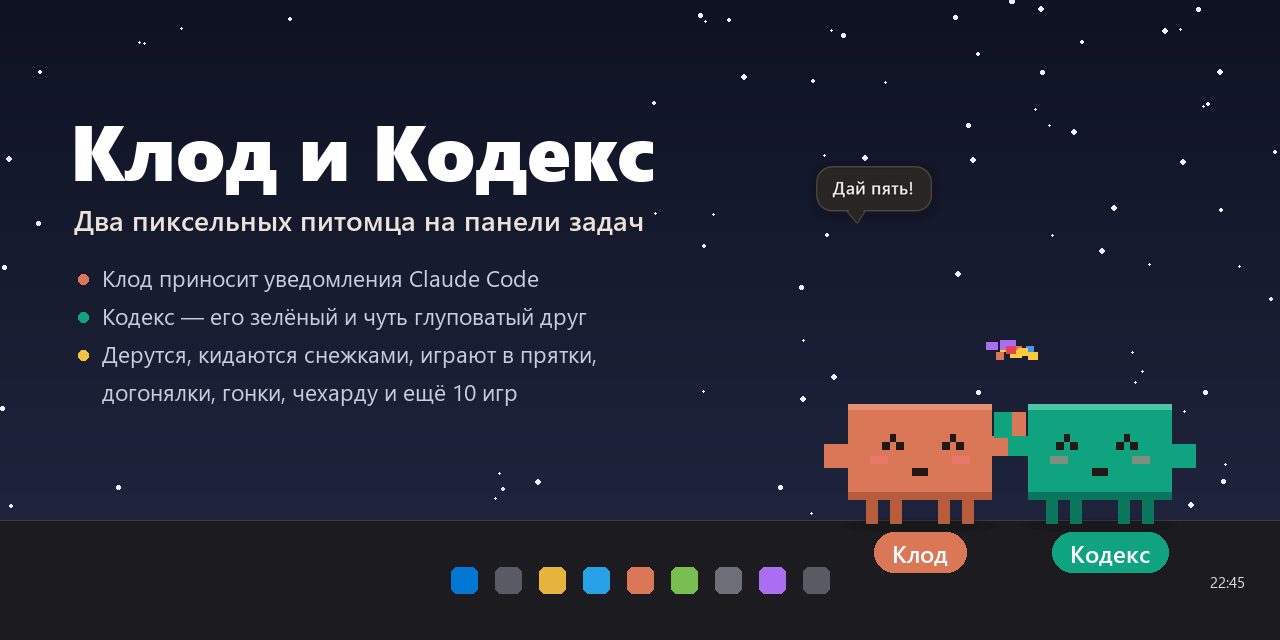 Клод и Кодекс
Два пиксельных питомца на панели задач
Клод приносит уведомления Claude Code
Кодекс — его зелёный и чуть глуповатый друг
Дерутся, кидаются снежками, играют в прятки,
догонялки, гонки, чехарду и ещё 10 игр
Дай пять!
Клод
Кодекс
22:45